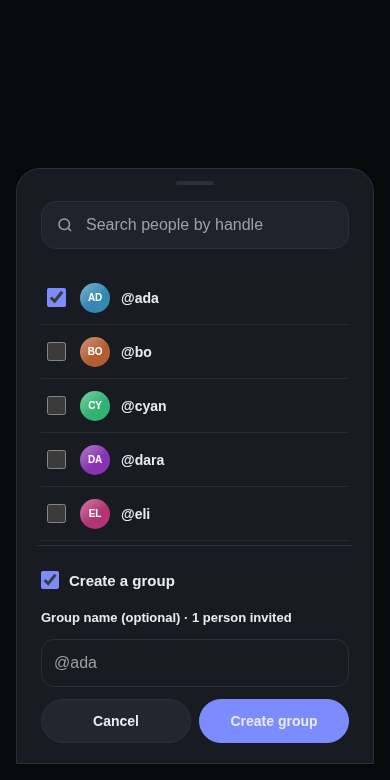 Search people by handle
AD @ada
BO @bo
CY @cyan
DA @dara
EL @eli
Create a group
Group name (optional) · 1 person invited
@ada
Cancel Create group